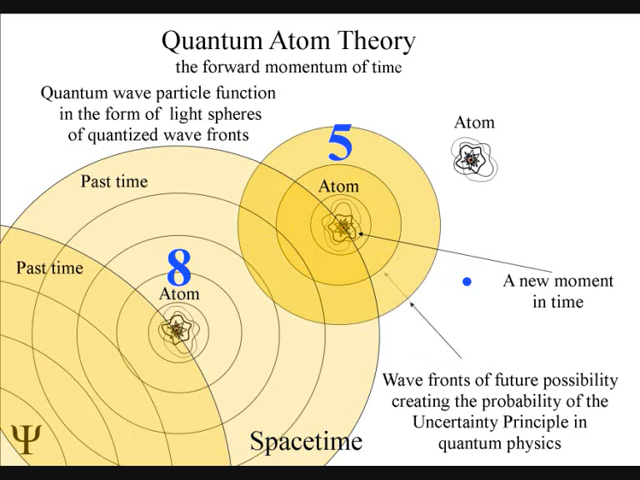 Quantum Atom Theory
the forward momentum of time
Quantum wave particle function
in the form of light spheres
of quantized wave fronts
5
Atom
Atom
Past time
8
Past time
Atom
A new moment
in time
Wave fronts of future possibility
creating the probability of the
Uncertainty Principle in
quantum physics
Spacetime
Ψ